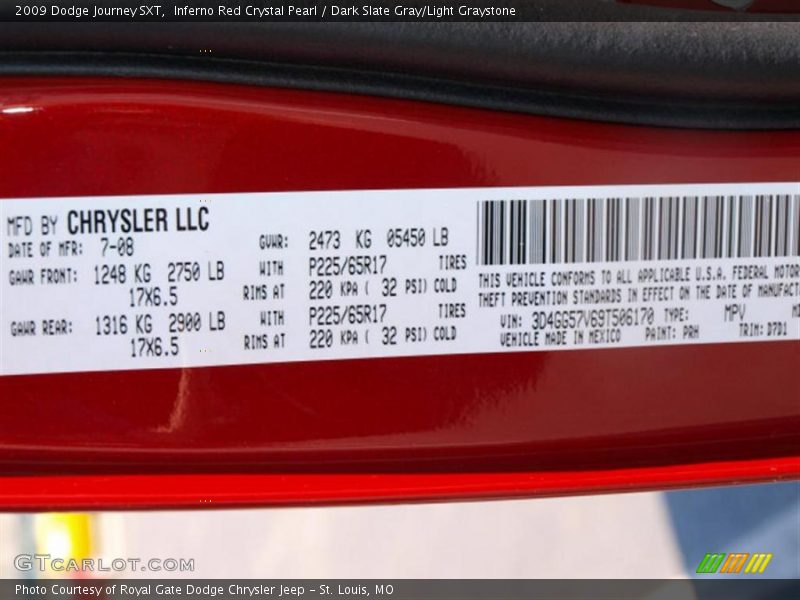 2009 Dodge Journey SXT, Inferno Red Crystal Pearl / Dark Slate Gray/Light Graystone
MFD BY CHRYSLER LLC
DATE OF MFR: 7-08
GVWR: 2473 KG 05450 LB
GAWR FRONT: 1248 KG 2750 LB WITH P225/65R17 TIRES
17X6.5 RIMS AT 220 KPA ( 32 PSI) COLD
GAWR REAR: 1316 KG 2900 LB WITH P225/65R17 TIRES
17X6.5 RIMS AT 220 KPA ( 32 PSI) COLD
THIS VEHICLE CONFORMS TO ALL APPLICABLE U.S.A. FEDERAL MOTOR
THEFT PREVENTION STANDARDS IN EFFECT ON THE DATE OF MANUFACT
VIN: 3D4GG57V69T506170 TYPE: MPV
VEHICLE MADE IN MEXICO PAINT: PRH TRIM: D7D1
GTCARLOT.COM
Photo Courtesy of Royal Gate Dodge Chrysler Jeep - St. Louis, MO